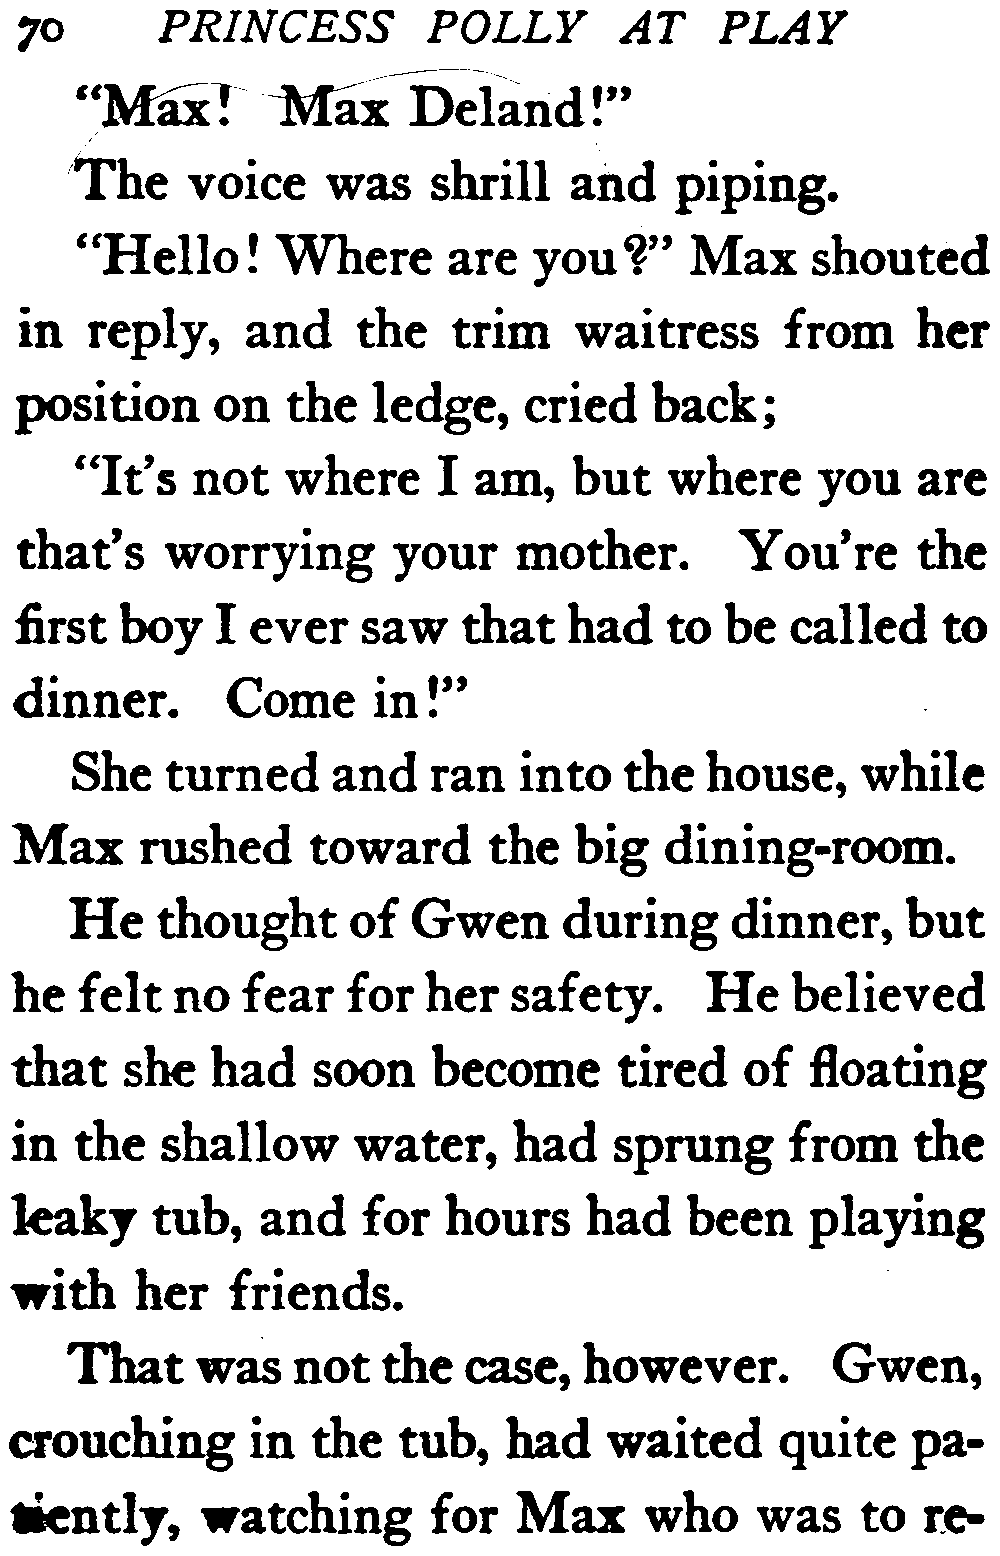 70 PRINCESS POLLY AT PLAY
“Max! Max Deland!”
The voice was shrill and piping.
“Hello! Where are you?” Max shouted
in reply, and the trim waitress from her
position on the ledge, cried back;
“It’s not where I am, but where you are
that’s worrying your mother. You’re the
first boy I ever saw that had to be called to
dinner. Come in!”
She turned and ran into the house, while
Max rushed toward the big dining-room.
He thought of Gwen during dinner, but
he felt no fear for her safety. He believed
that she had soon become tired of floating
in the shallow water, had sprung from the
leaky tub, and for hours had been playing
with her friends.
That was not the case, however. Gwen,
crouching in the tub, had waited quite pa-
tiently, watching for Max who was to re-